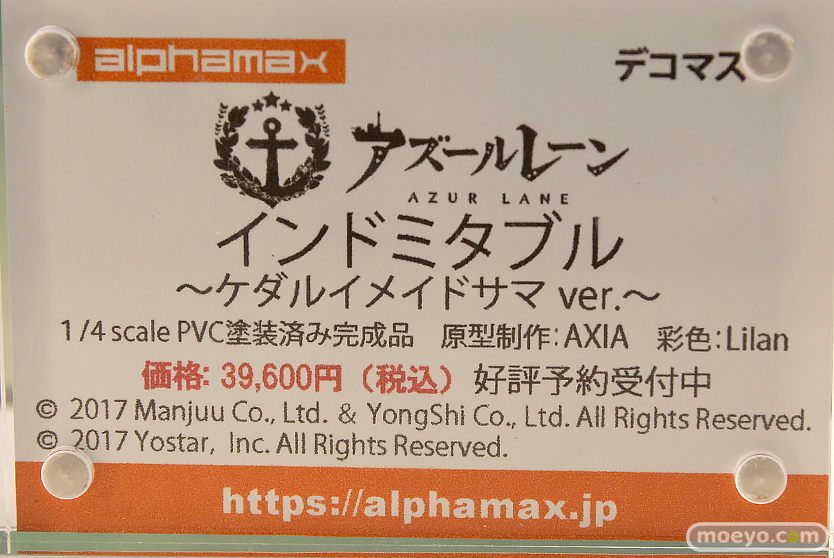 alphamax
デコマス
アズールレーン
AZUR LANE
インドミタブル
～ケダルイメイドサマ ver.～
1/4 scale PVC塗装済み完成品 原型制作：AXIA 彩色：Lilan
価格: 39,600円（税込）好評予約受付中
© 2017 Manjuu Co., Ltd. & YongShi Co., Ltd. All Rights Reserved.
© 2017 Yostar, Inc. All Rights Reserved.
https://alphamax.jp
moeyo.com